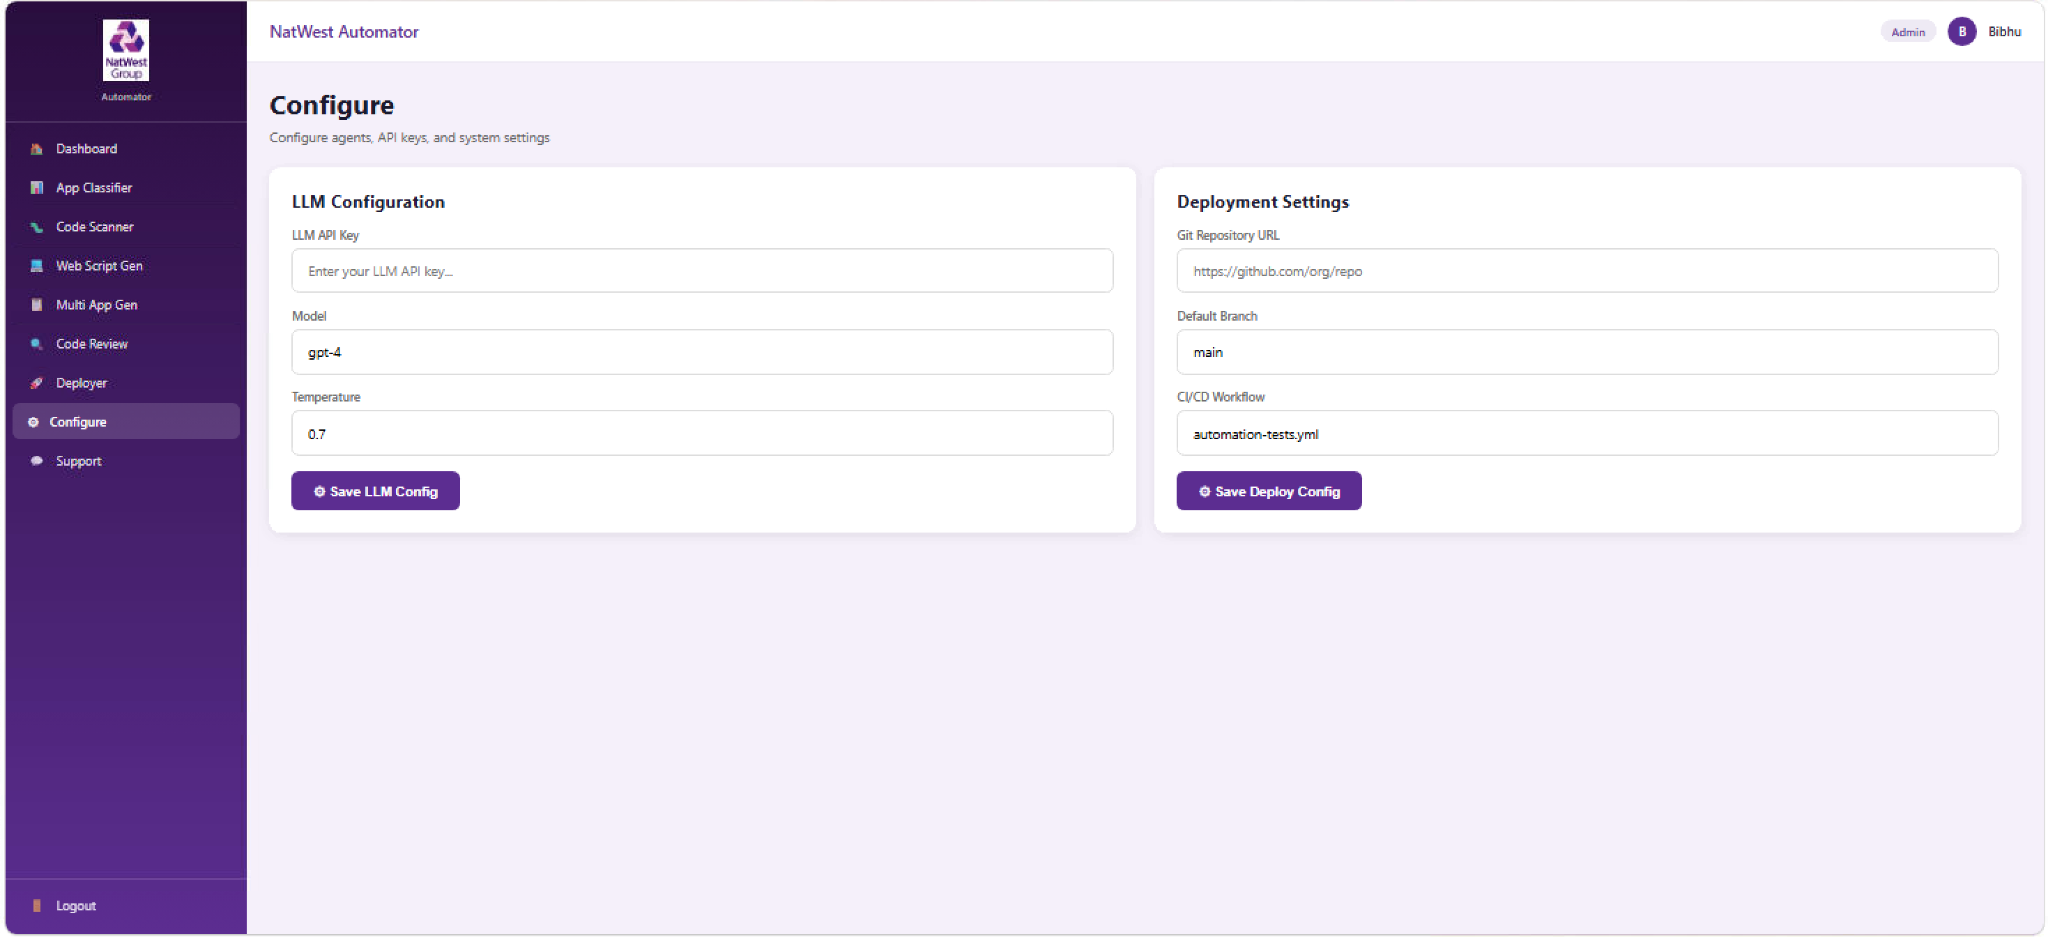 NatWest
Group
Automator
Dashboard
App Classifier
Code Scanner
Web Script Gen
Multi App Gen
Code Review
Deployer
Configure
Support
Logout
NatWest Automator
Admin
B
Bibhu
Configure
Configure agents, API keys, and system settings
LLM Configuration
LLM API Key
Enter your LLM API key...
Model
gpt-4
Temperature
0.7
Save LLM Config
Deployment Settings
Git Repository URL
https://github.com/org/repo
Default Branch
main
CI/CD Workflow
automation-tests.yml
Save Deploy Config